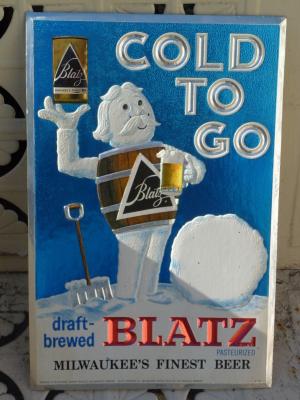 Blatz
COLD
TO
GO
Blatz
draft-
brewed
BLATZ
PASTEURIZED
MILWAUKEE'S FINEST BEER